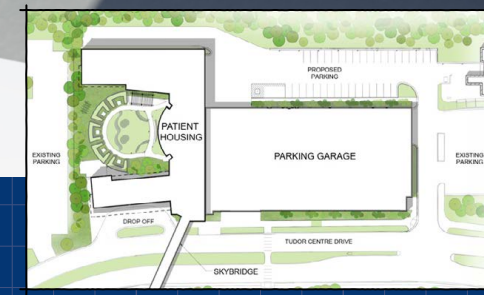 PROPOSED
PARKING
PATIENT
HOUSING
EXISTING
PARKING
PARKING GARAGE
EXISTING
PARKING
DROP OFF
TUDOR CENTRE DRIVE
SKYBRIDGE